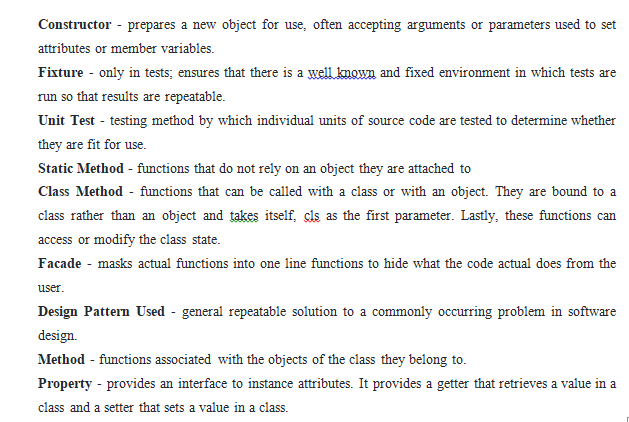 Constructor - prepares a new object for use, often accepting arguments or parameters used to set
attributes or member variables.
Fixture - only in tests; ensures that there is a well known and fixed environment in which tests are
run so that results are repeatable.
Unit Test - testing method by which individual units of source code are tested to determine whether
they are fit for use.
Static Method - functions that do not rely on an object they are attached to
Class Method - functions that can be called with a class or with an object. They are bound to a
class rather than an object and takes itself, cls as the first parameter. Lastly, these functions can
access or modify the class state.
Facade - masks actual functions into one line functions to hide what the code actual does from the
user.
Design Pattern Used - general repeatable solution to a commonly occurring problem in software
design.
Method - functions associated with the objects of the class they belong to.
Property - provides an interface to instance attributes. It provides a getter that retrieves a value in a
class and a setter that sets a value in a class.